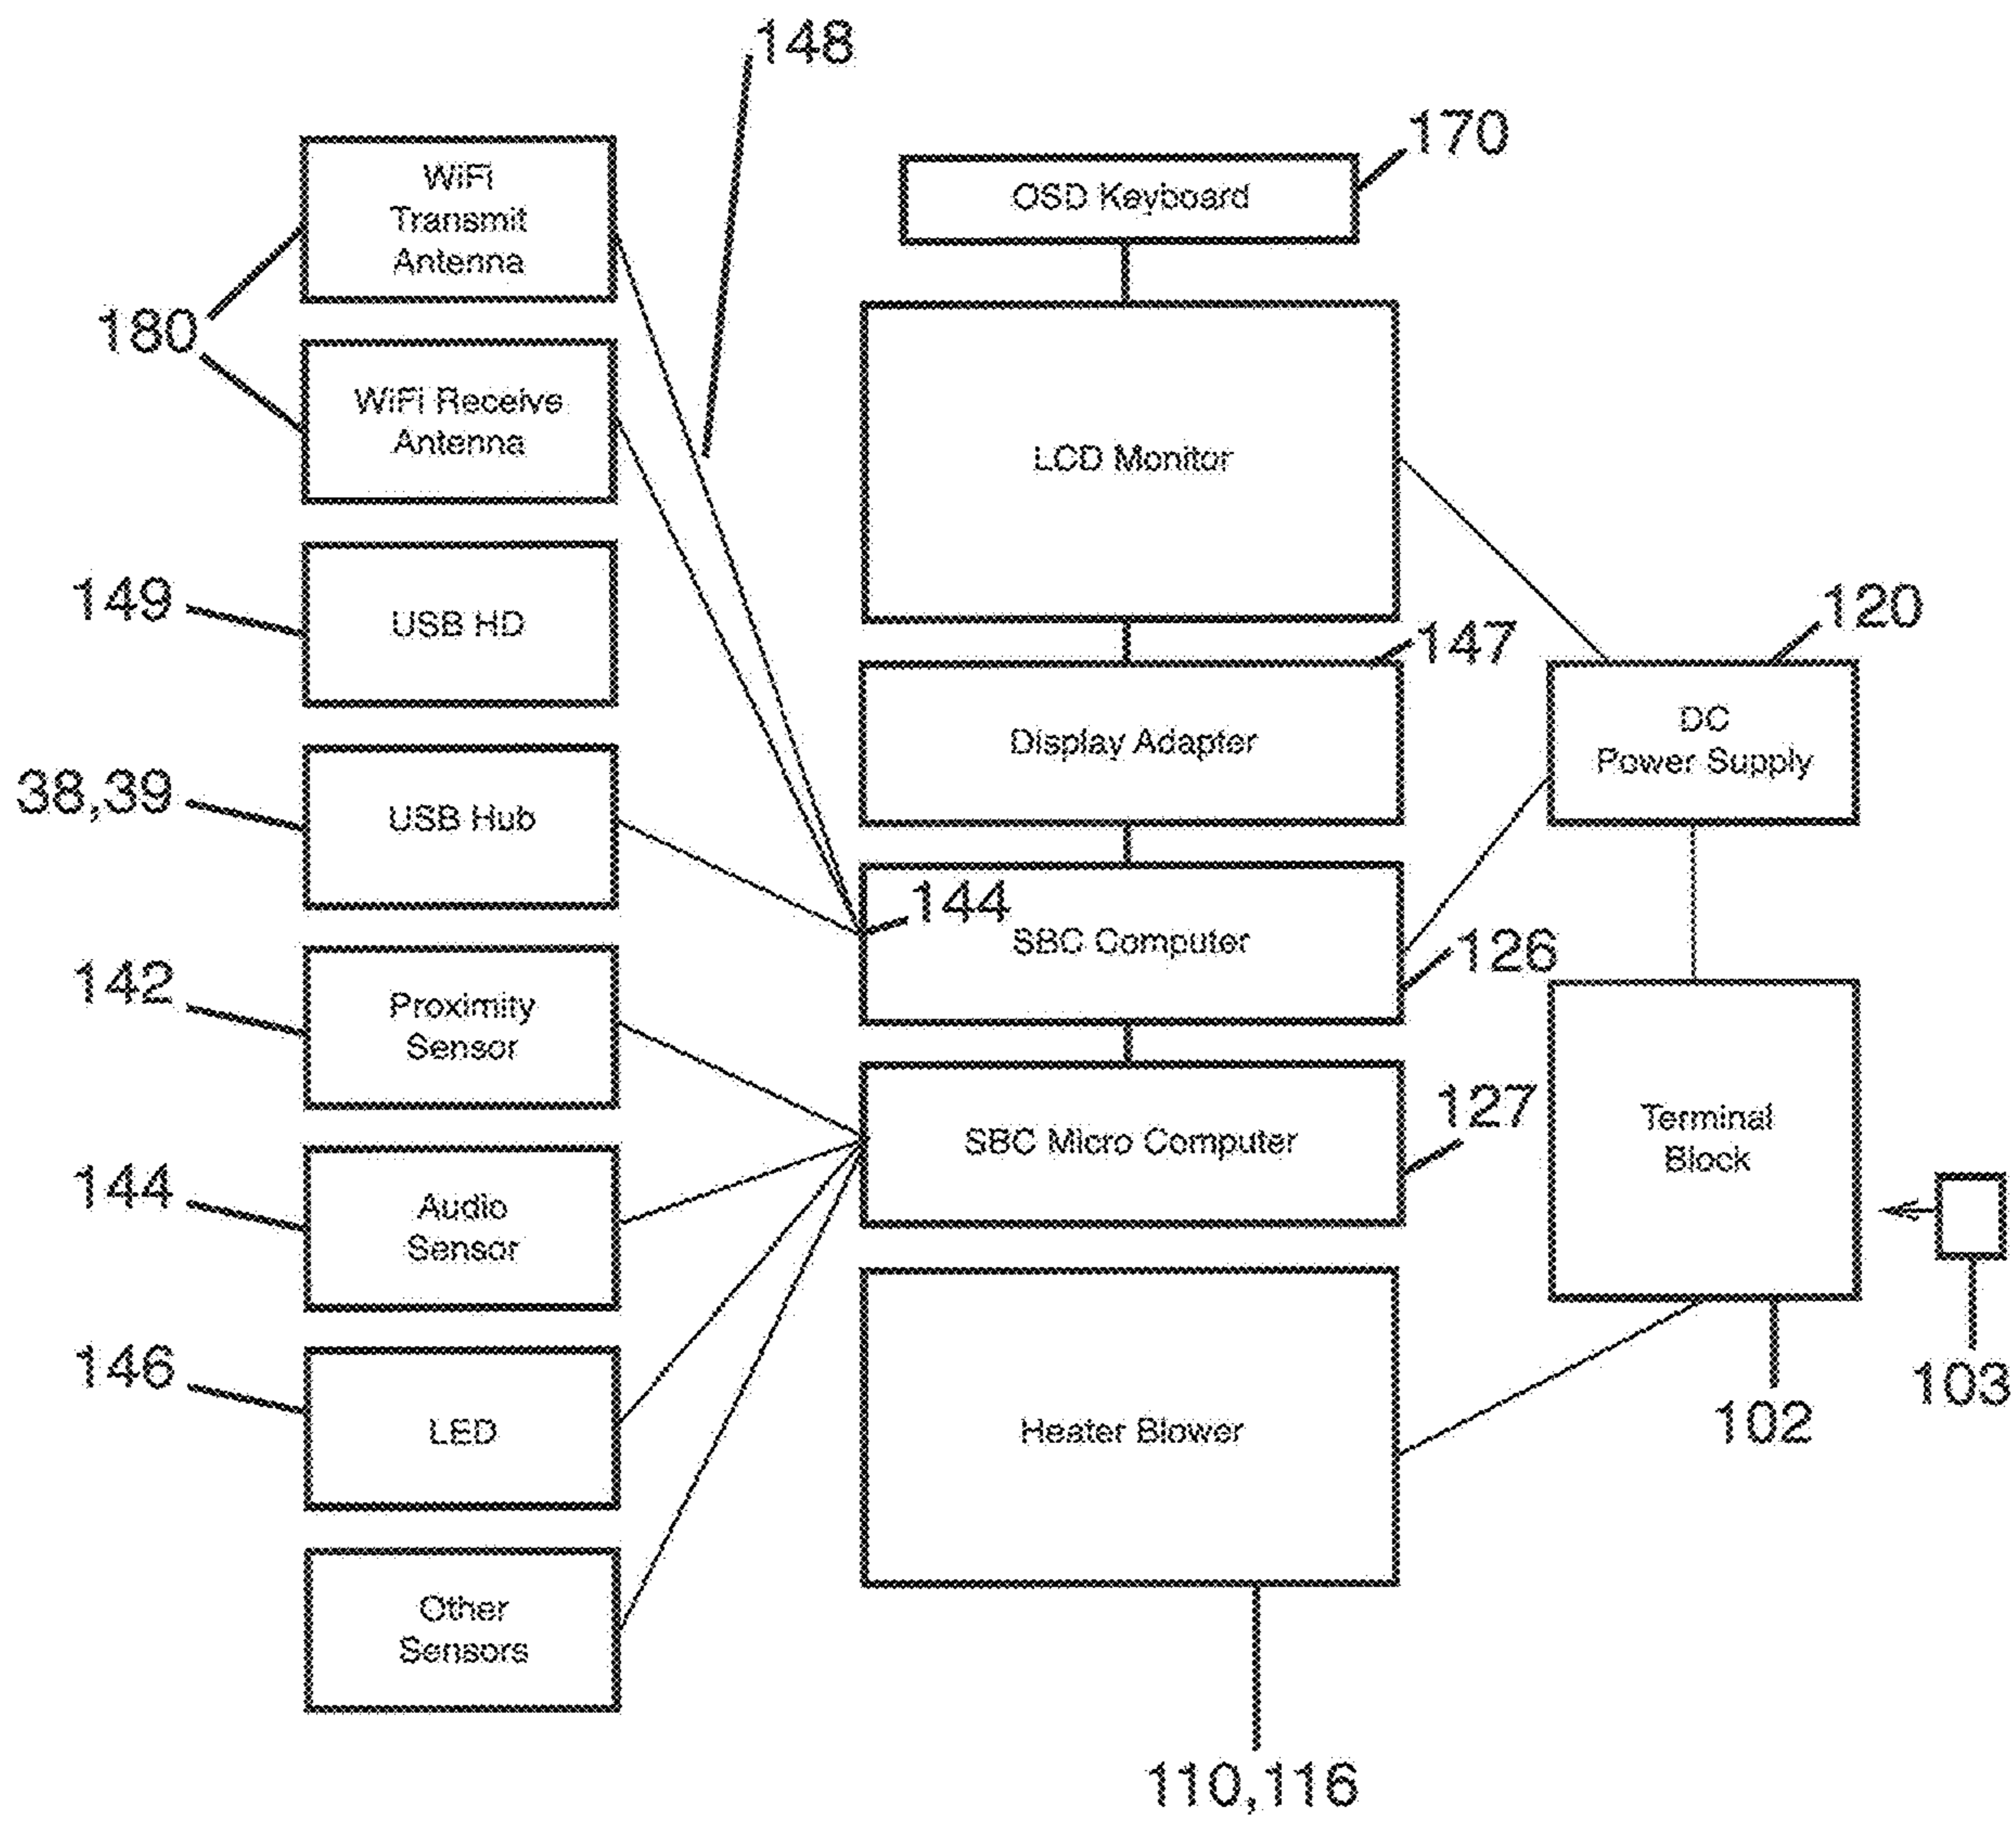 148
170
WiFi
Transmit
Antenna
OSD Keyboard
180
WiFi Receive
Antenna
LCD Monitor
149
USB HD
147
120
DC
Power Supply
Display Adapter
38,39
USB Hub
144
SBC Computer
126
142
Proximity
Sensor
127
SBC Micro Computer
Terminal
Block
144
Audio
Sensor
103
146
LED
Heater Blower
102
Other
Sensors
110,116